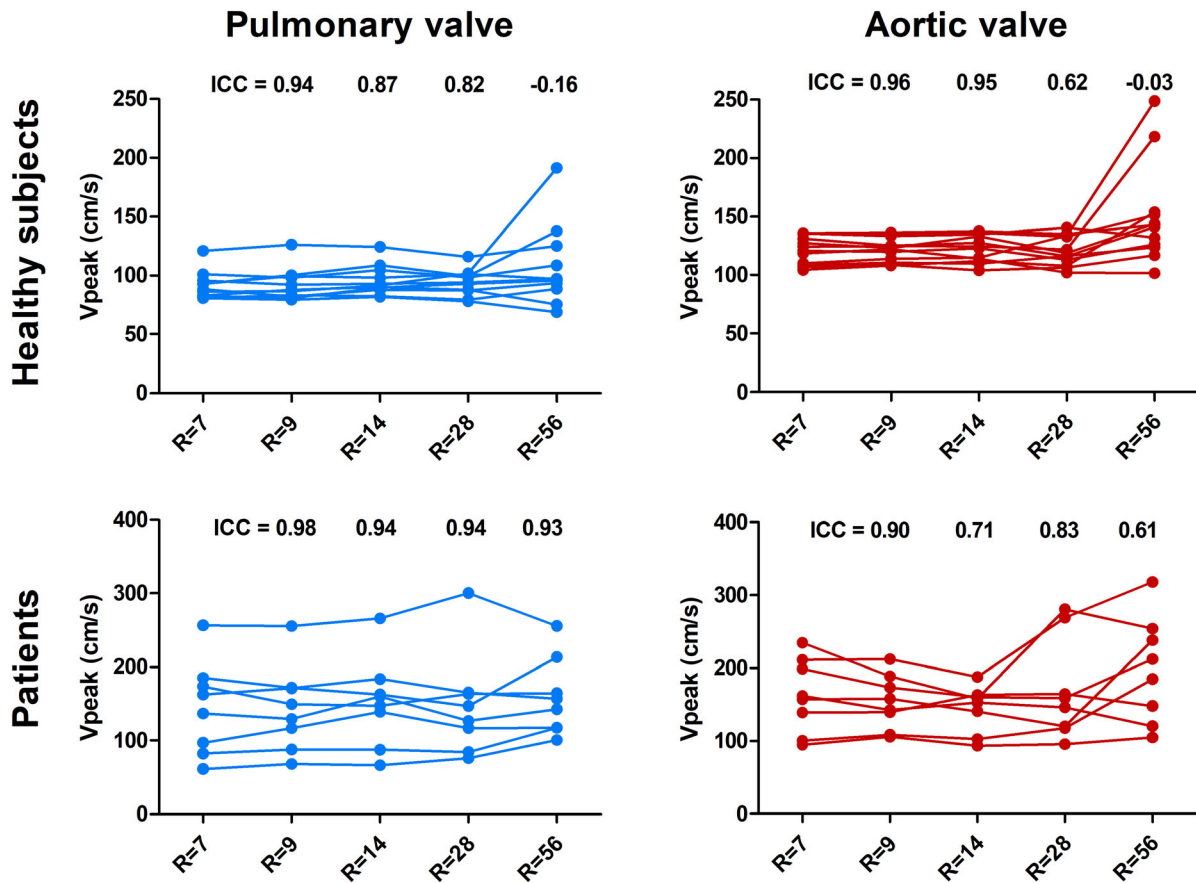 Pulmonary valve
Aortic valve
Healthy subjects
Patients
ICC = 0.94 0.87 0.82 -0.16
Vpeak (cm/s)
250
200
150
100
50
0
R=7 R=9 R=14 R=28 R=56
ICC = 0.96 0.95 0.62 -0.03
Vpeak (cm/s)
250
200
150
100
50
0
R=7 R=9 R=14 R=28 R=56
ICC = 0.98 0.94 0.94 0.93
Vpeak (cm/s)
400
300
200
100
0
R=7 R=9 R=14 R=28 R=56
ICC = 0.90 0.71 0.83 0.61
Vpeak (cm/s)
400
300
200
100
0
R=7 R=9 R=14 R=28 R=56